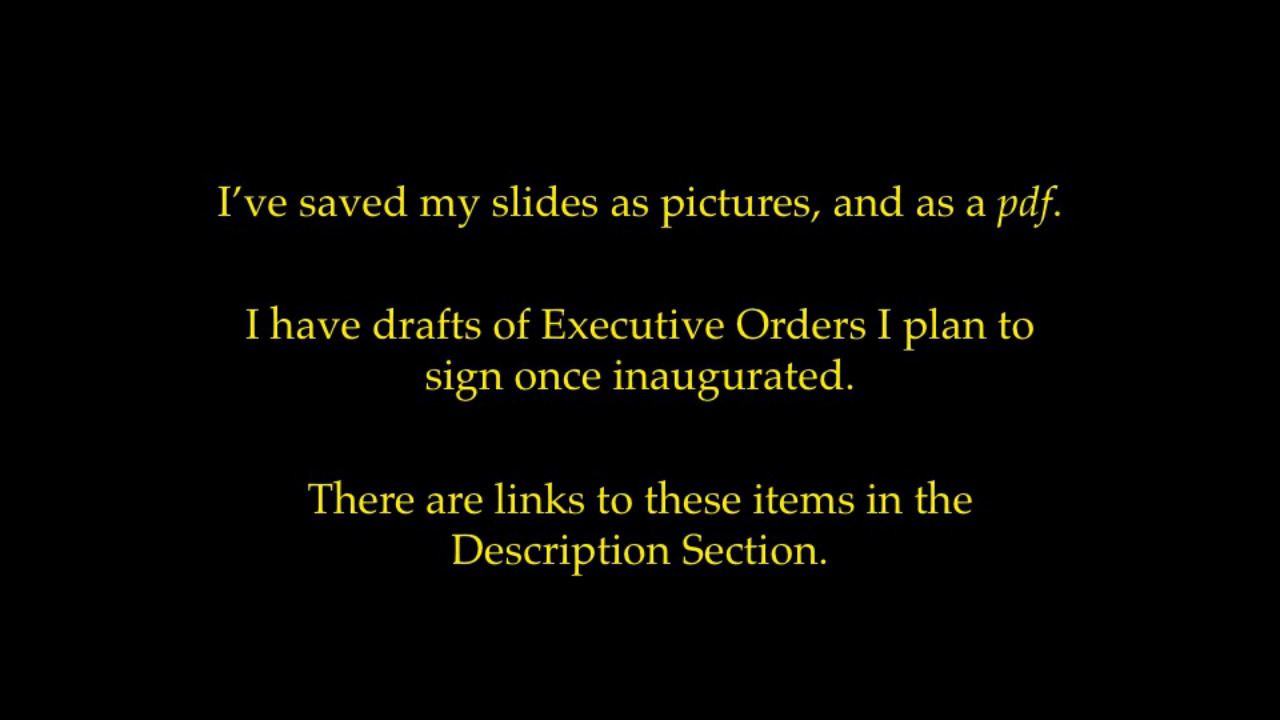 I’ve saved my slides as pictures, and as a pdf.
I have drafts of Executive Orders I plan to
sign once inaugurated.
There are links to these items in the
Description Section.